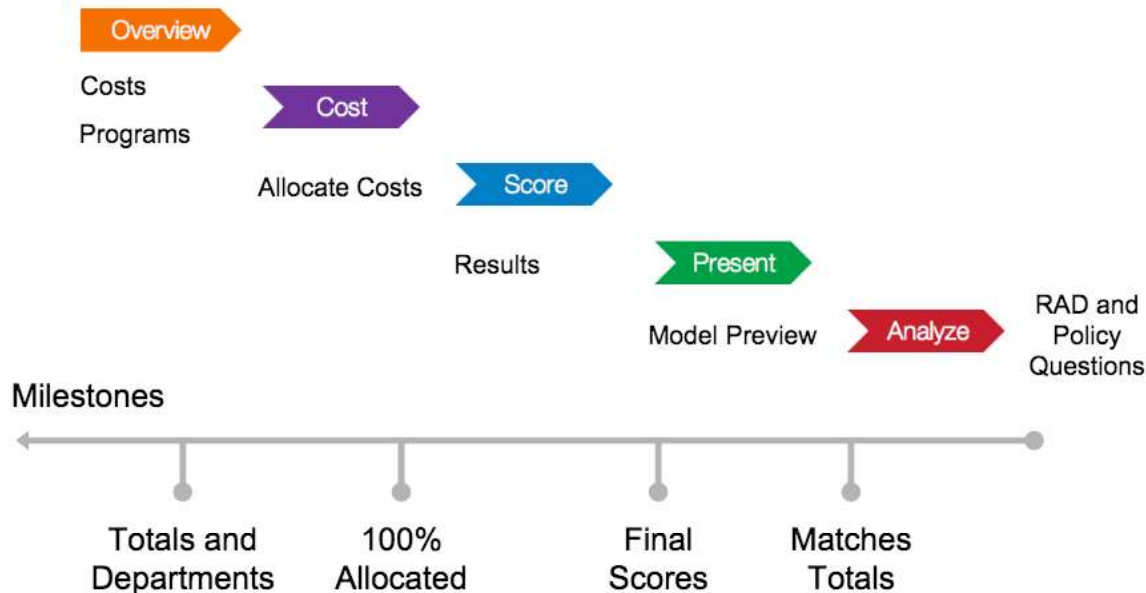 Overview
Costs
Programs
Cost
Allocate Costs
Score
Results
Present
Model Preview
Analyze
RAD and
Policy
Questions
Milestones
Totals and
Departments
100%
Allocated
Final
Scores
Matches
Totals